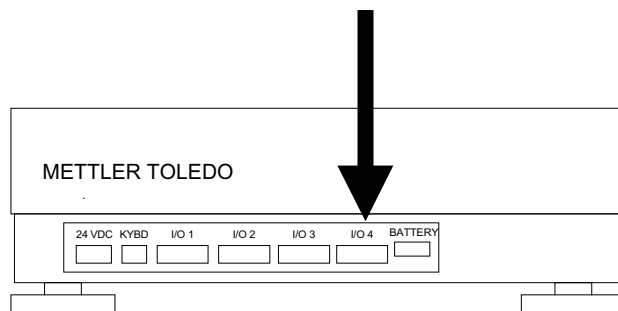 METTLER TOLEDO
24 VDC KYBD I/O 1 I/O 2 I/O 3 I/O 4 BATTERY